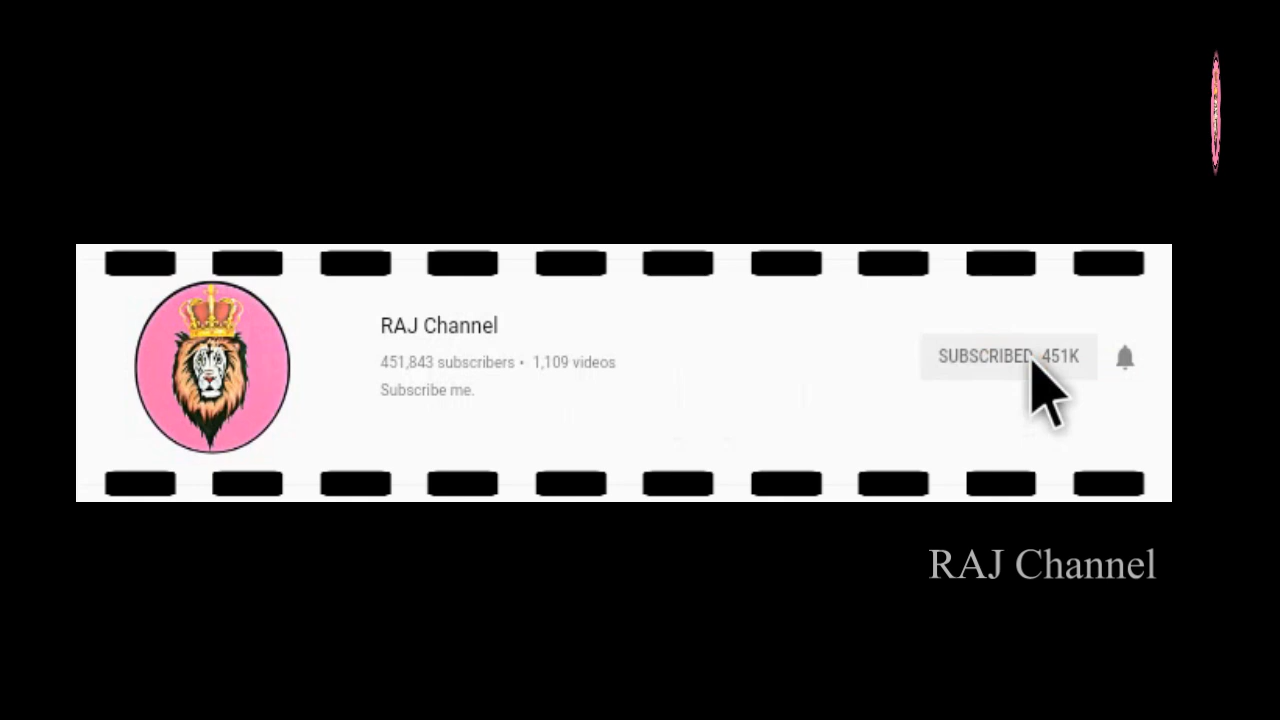 RAJ Channel
451,843 subscribers • 1,109 videos
Subscribe me.
SUBSCRIBED 451K
RAJ Channel